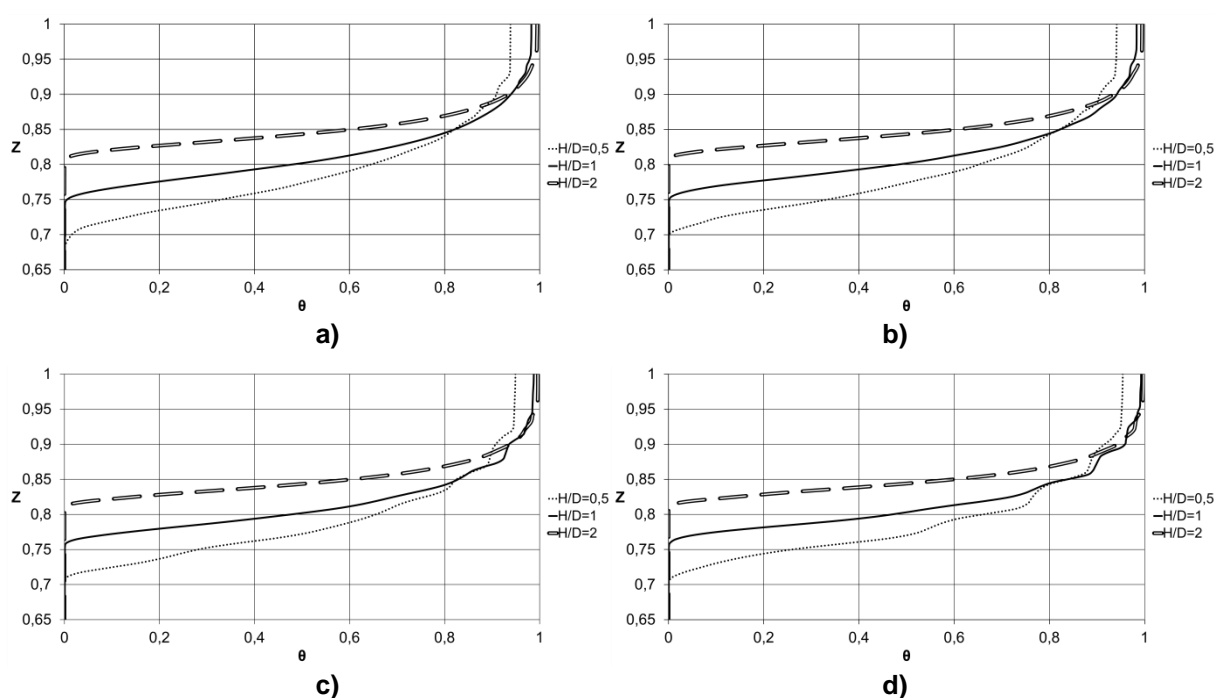 1
0,95
0,9
0,85
Z 0,8
0,75
0,7
0,65
0 0,2 0,4 0,6 0,8 1
θ
H/D=0,5
H/D=1
H/D=2
a)
1
0,95
0,9
0,85
Z 0,8
0,75
0,7
0,65
0 0,2 0,4 0,6 0,8 1
θ
H/D=0,5
H/D=1
H/D=2
b)
1
0,95
0,9
0,85
Z 0,8
0,75
0,7
0,65
0 0,2 0,4 0,6 0,8 1
θ
H/D=0,5
H/D=1
H/D=2
c)
1
0,95
0,9
0,85
Z 0,8
0,75
0,7
0,65
0 0,2 0,4 0,6 0,8 1
θ
H/D=0,5
H/D=1
H/D=2
d)